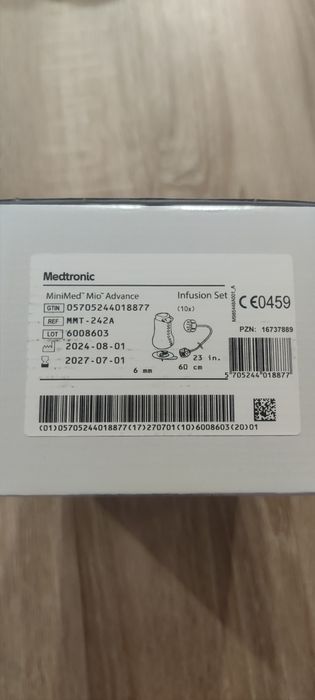 Medtronic
MiniMed™ Mio™ Advance
Infusion Set
(10x)
CE0459
M985448A001_A
GTIN 05705244018877
REF MMT-242A
LOT 6008603
2024-08-01
2027-07-01
6 mm
23 in.
60 cm
PZN: 16737889
5 705244 018877
(01)05705244018877(17)270701(10)6008603(20)01